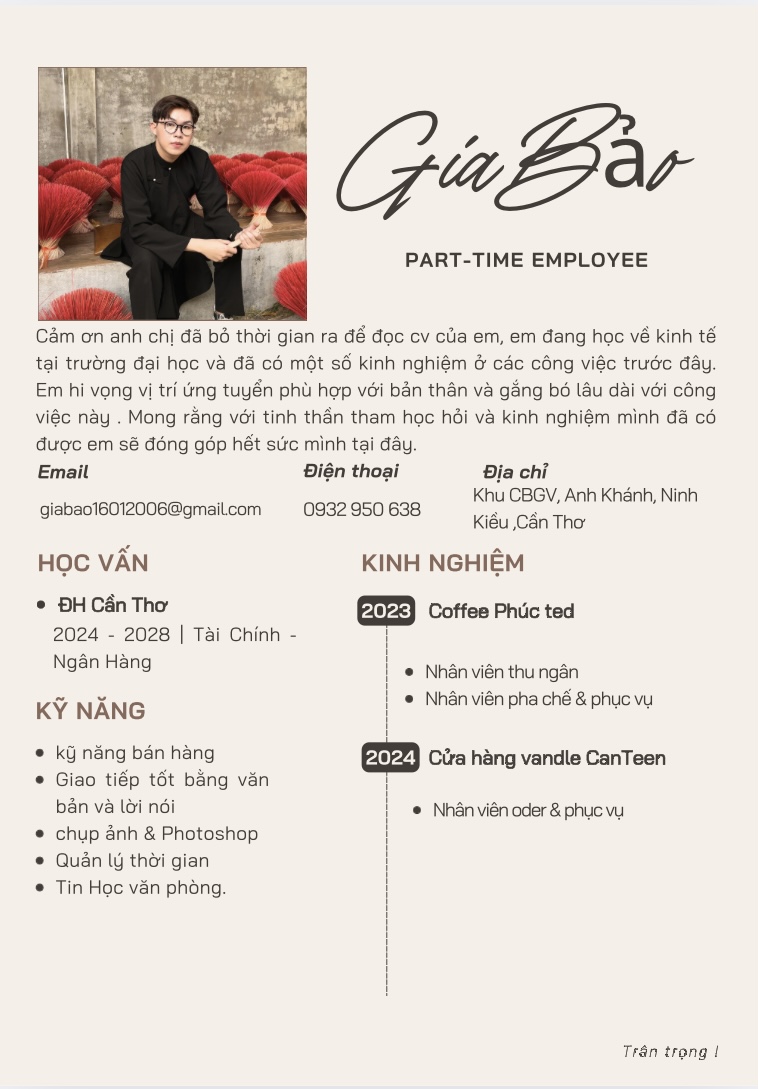 Gia Bảo
PART-TIME EMPLOYEE
Cảm ơn anh chị đã bỏ thời gian ra để đọc cv của em, em đang học về kinh tế
tại trường đại học và đã có một số kinh nghiệm ở các công việc trước đây.
Em hi vọng vị trí ứng tuyển phù hợp với bản thân và gắng bó lâu dài với công
việc này . Mong rằng với tinh thần tham học hỏi và kinh nghiệm mình đã có
được em sẽ đóng góp hết sức mình tại đây.
Email
giabao16012006@gmail.com
Điện thoại
0932 950 638
Địa chỉ
Khu CBGV, Anh Khánh, Ninh
Kiều ,Cần Thơ
HỌC VẤN
• ĐH Cần Thơ
2024 - 2028 | Tài Chính -
Ngân Hàng
KỸ NĂNG
• kỹ năng bán hàng
• Giao tiếp tốt bằng văn
bản và lời nói
• chụp ảnh & Photoshop
• Quản lý thời gian
• Tin Học văn phòng.
KINH NGHIỆM
2023 Coffee Phúc ted
• Nhân viên thu ngân
• Nhân viên pha chế & phục vụ
2024 Cửa hàng vandle CanTeen
• Nhân viên oder & phục vụ
Trân trọng !